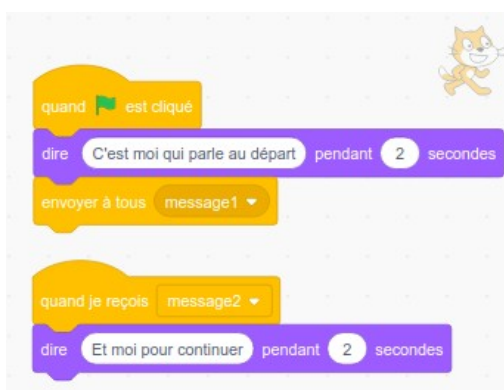 quand est cliqué
dire C'est moi qui parle au départ pendant 2 secondes
envoyer à tous message1
quand je reçois message2
dire Et moi pour continuer pendant 2 secondes